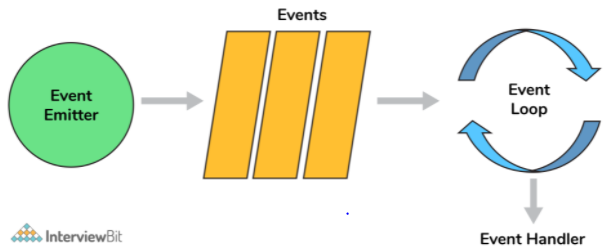 Events
Event
Emitter
Event
Loop
Event Handler
InterviewBit